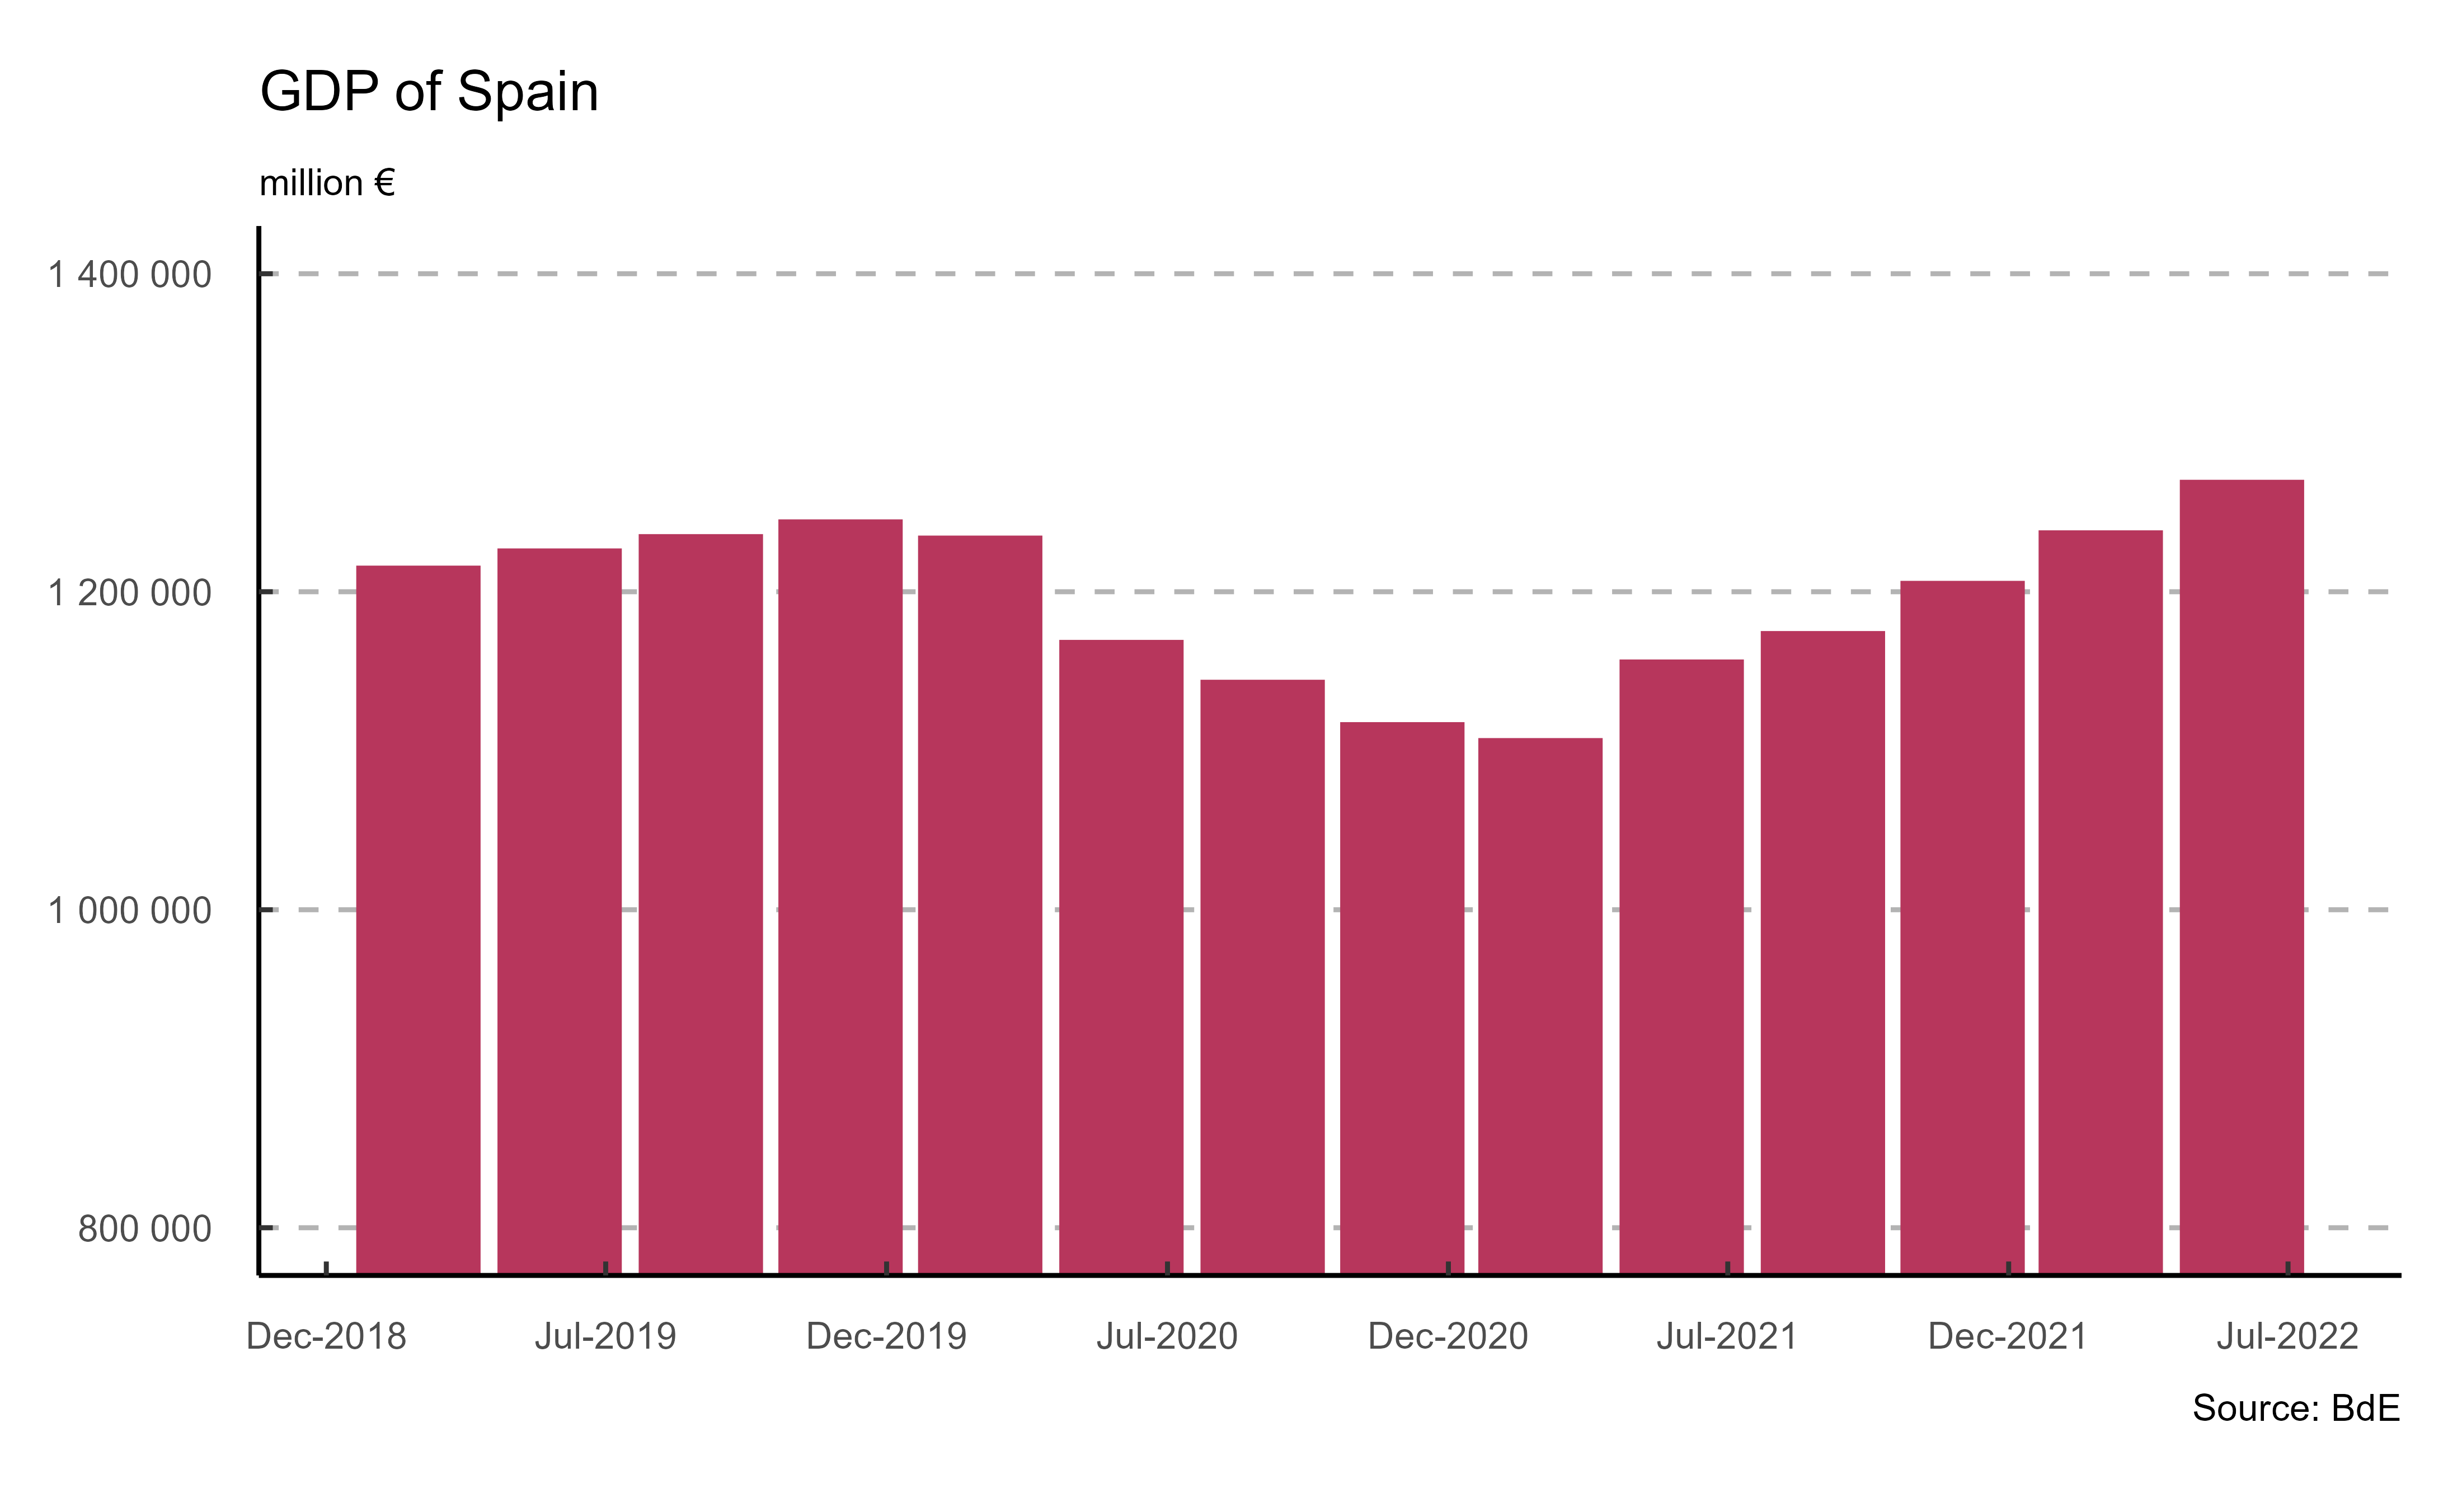 GDP of Spain
million €
1 400 000
1 200 000
1 000 000
800 000
Dec-2018 Jul-2019 Dec-2019 Jul-2020 Dec-2020 Jul-2021 Dec-2021 Jul-2022
Source: BdE